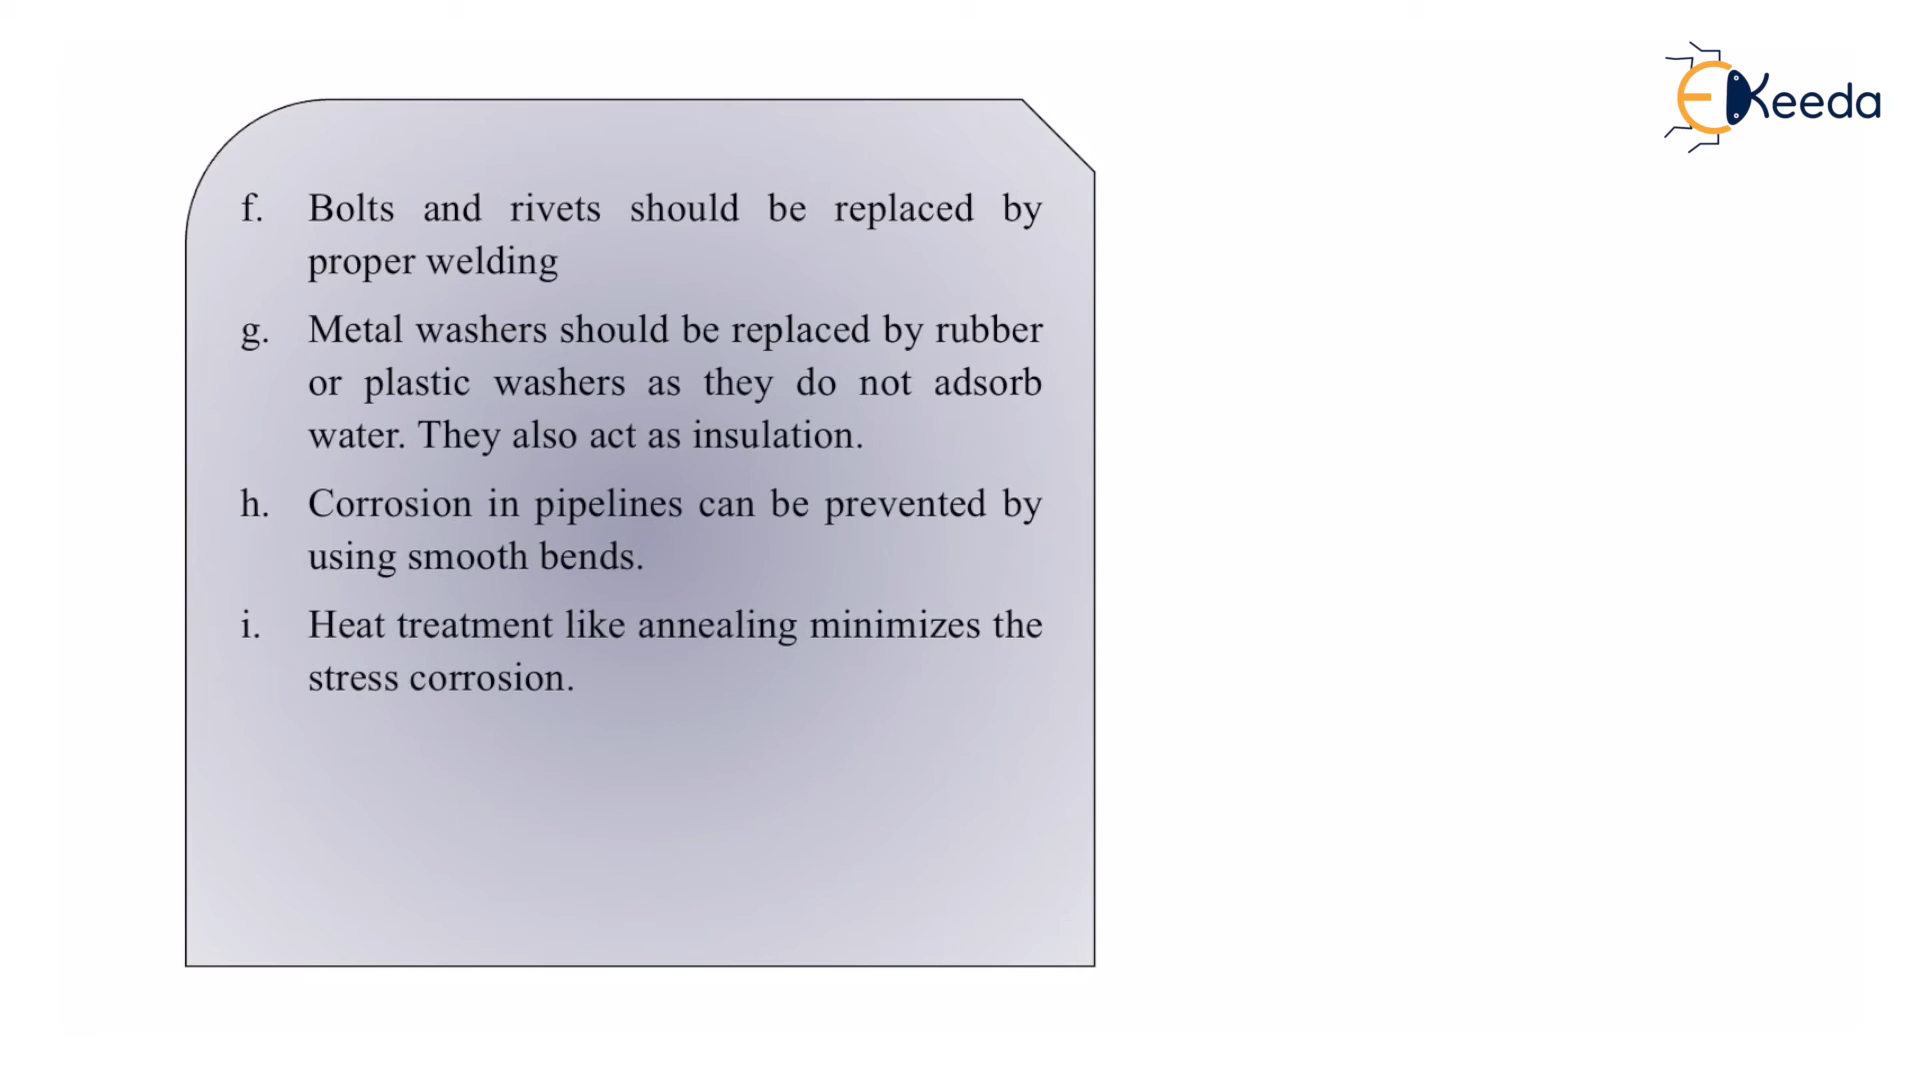 EKeeda
f. Bolts and rivets should be replaced by
proper welding
g. Metal washers should be replaced by rubber
or plastic washers as they do not adsorb
water. They also act as insulation.
h. Corrosion in pipelines can be prevented by
using smooth bends.
i. Heat treatment like annealing minimizes the
stress corrosion.